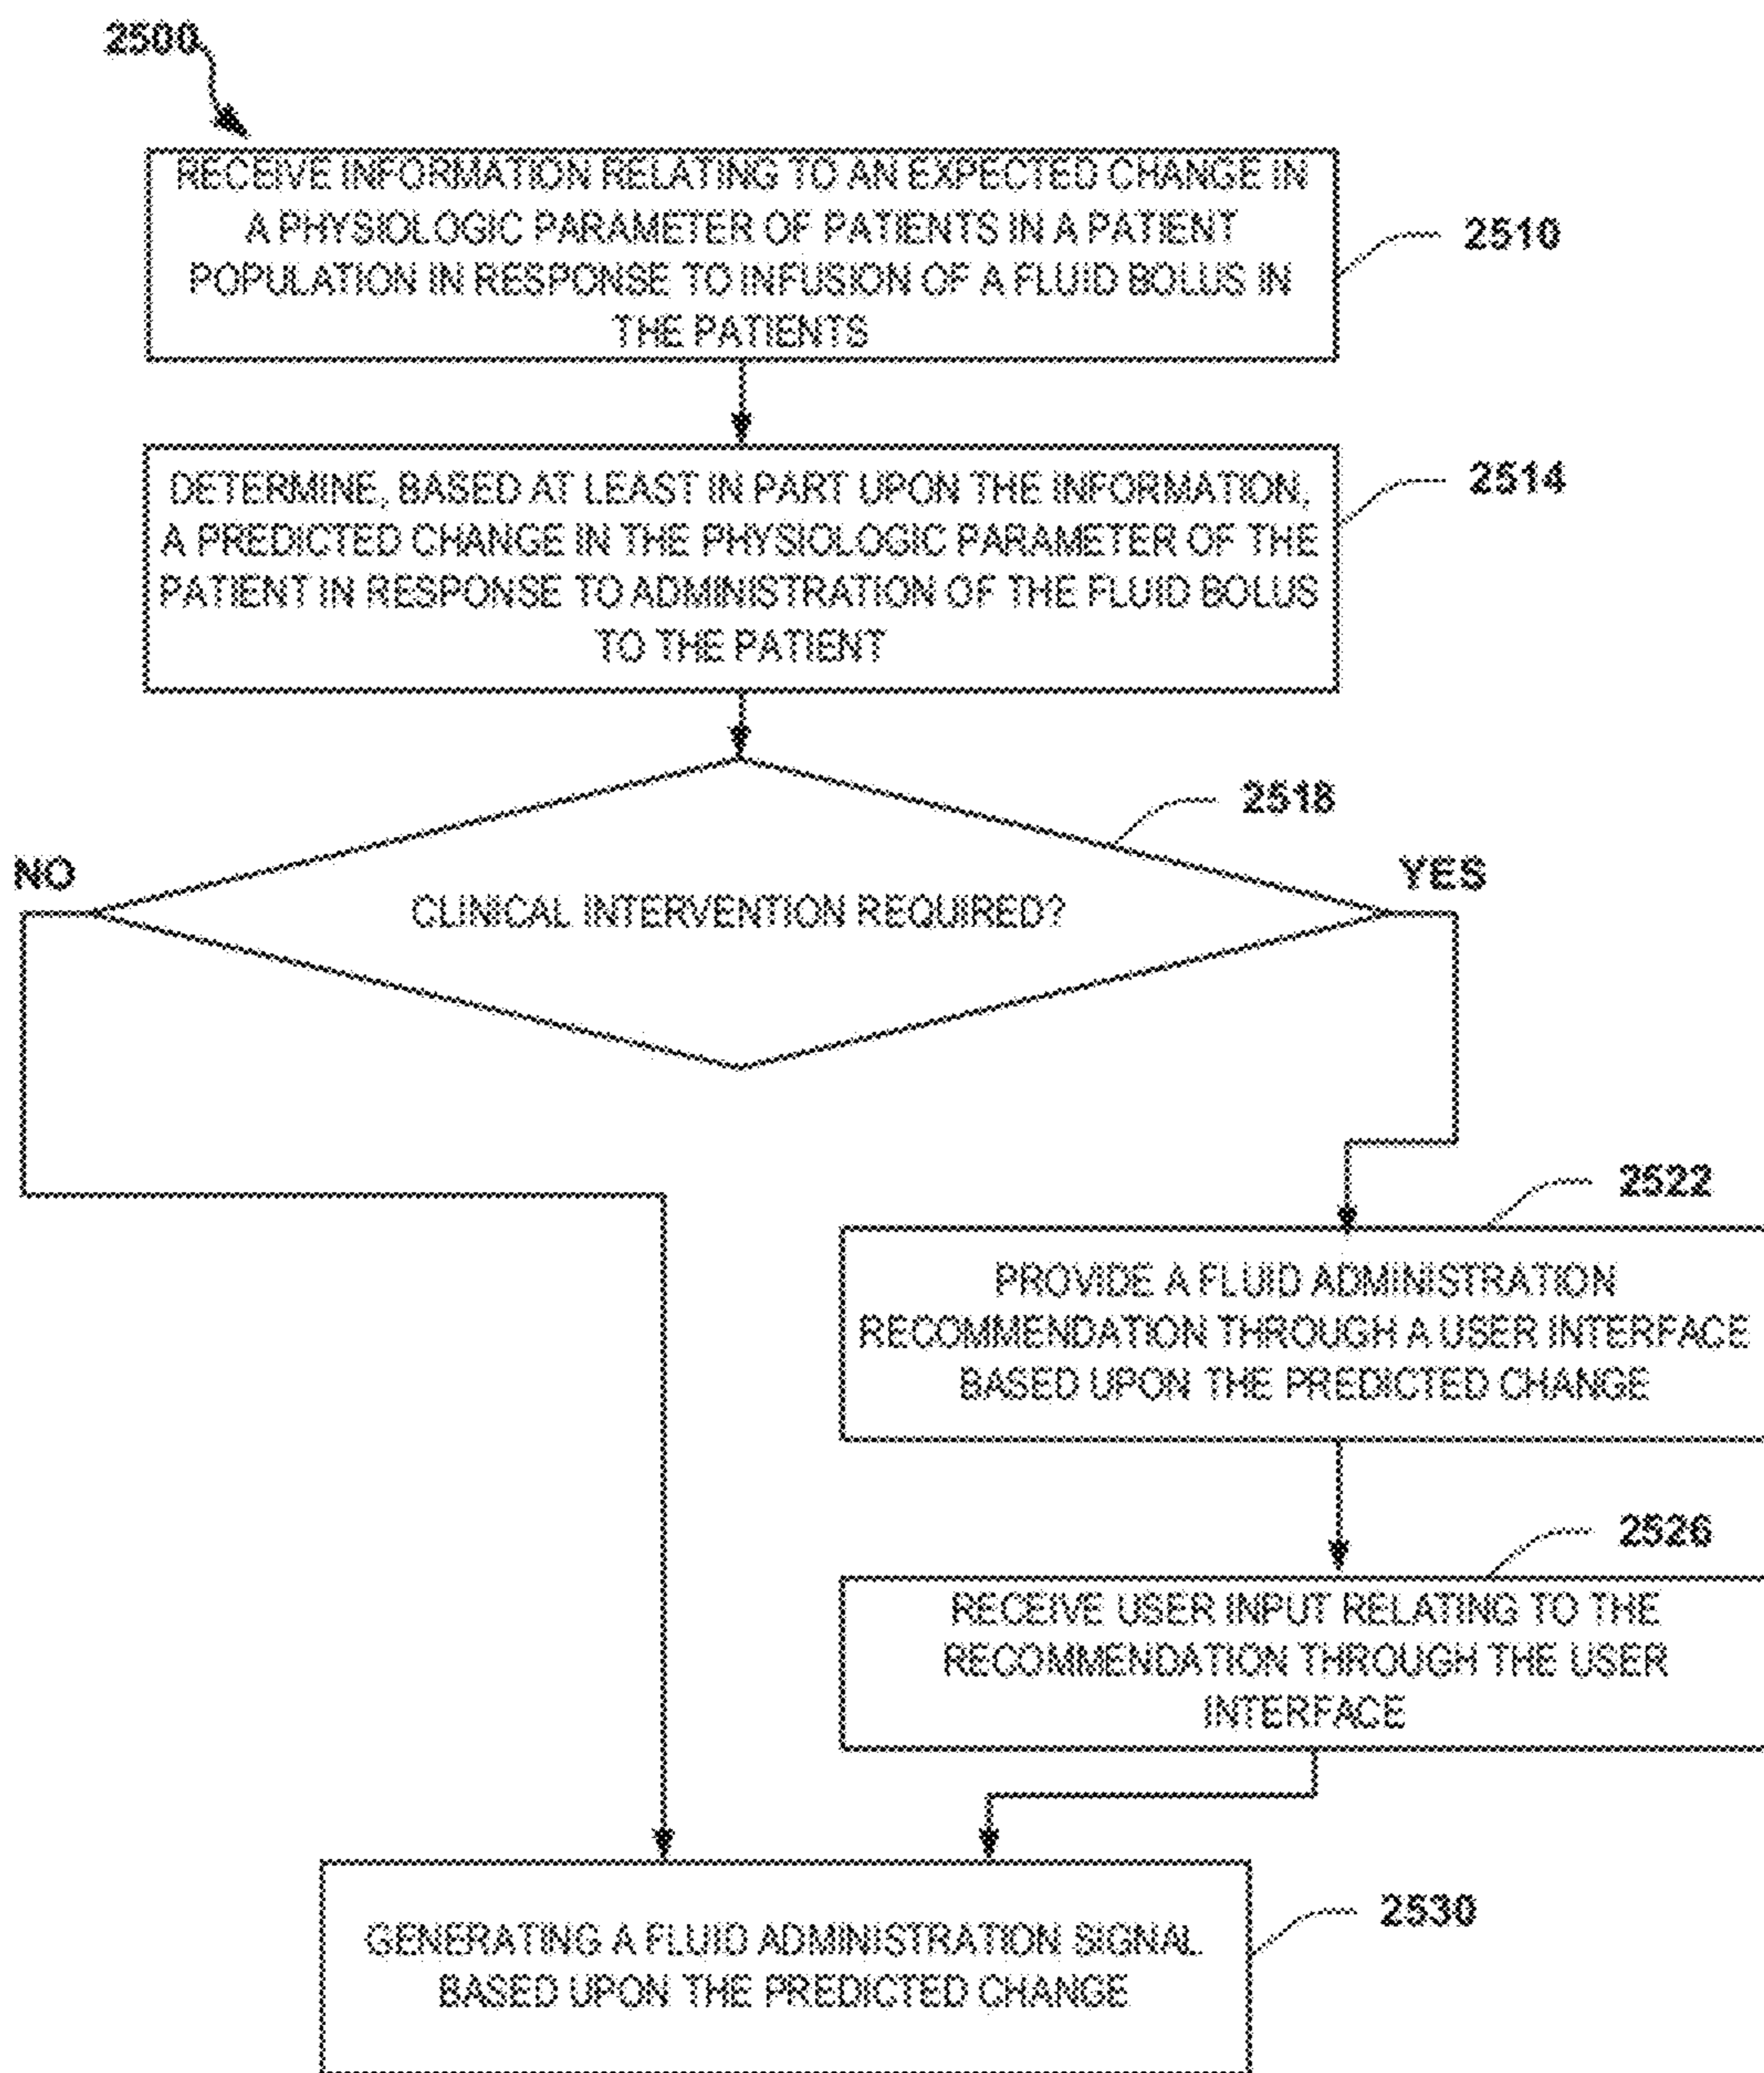 2500
RECEIVE INFORMATION RELATING TO AN EXPECTED CHANGE IN
A PHYSIOLOGIC PARAMETER OF PATIENTS IN A PATIENT
POPULATION IN RESPONSE TO INFUSION OF A FLUID BOLUS IN
THE PATIENTS
2510
DETERMINE, BASED AT LEAST IN PART UPON THE INFORMATION,
A PREDICTED CHANGE IN THE PHYSIOLOGIC PARAMETER OF THE
PATIENT IN RESPONSE TO ADMINISTRATION OF THE FLUID BOLUS
TO THE PATIENT
2514
2518
NO
YES
CLINICAL INTERVENTION REQUIRED?
2522
PROVIDE A FLUID ADMINISTRATION
RECOMMENDATION THROUGH A USER INTERFACE
BASED UPON THE PREDICTED CHANGE
2526
RECEIVE USER INPUT RELATING TO THE
RECOMMENDATION THROUGH THE USER
INTERFACE
2530
GENERATING A FLUID ADMINISTRATION SIGNAL
BASED UPON THE PREDICTED CHANGE